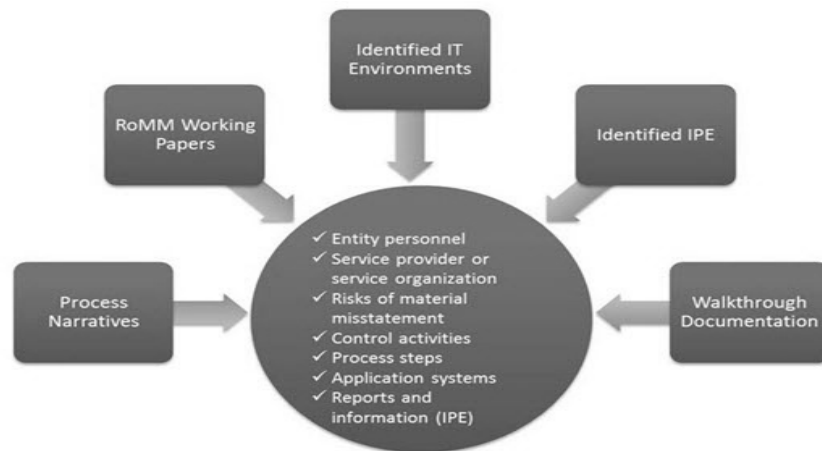 Identified IT
Environments
RoMM Working
Papers
Identified IPE
Process
Narratives
✓ Entity personnel
✓ Service provider or
service organization
✓ Risks of material
misstatement
✓ Control activities
✓ Process steps
✓ Application systems
✓ Reports and
information (IPE)
Walkthrough
Documentation